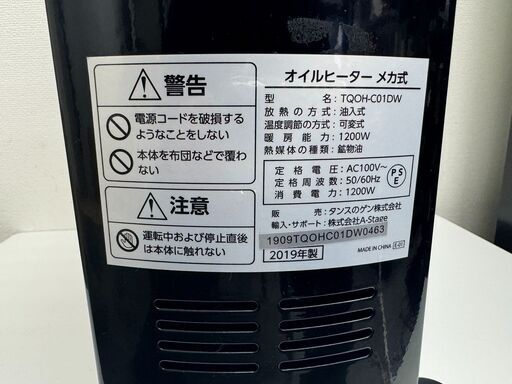 警告
電源コードを破損する
ようなことをしない
本体を布団などで覆わ
ない
注意
運転中および停止直後
は本体に触れない
オイルヒーター メカ式
型 名：TQOH-C01DW
放熱の方式：油入式
温度調節の方式：可変式
暖房能力：1200W
熱媒体の種類：鉱物油
定格電圧：AC100V～
定格周波数：50/60Hz
消費電力：1200W
PSE
販 売：タンスのゲン株式会社
輸入・サポート：株式会社A-Stage
1909TQOHC01DW0463
2019年製
MADE IN CHINA